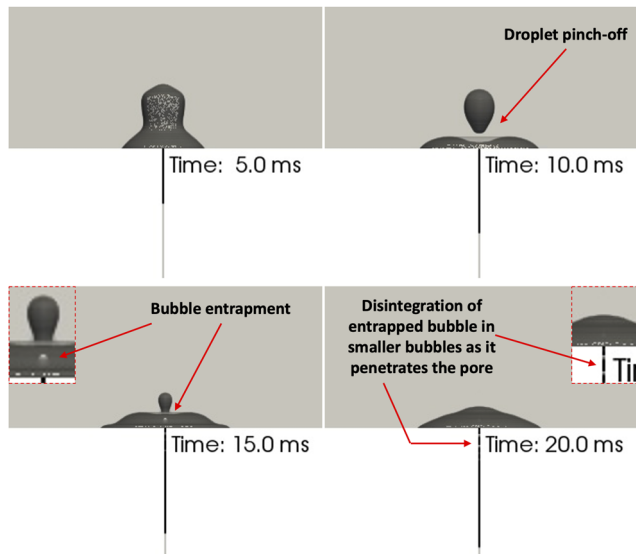 Droplet pinch-off
Time: 5.0 ms
Time: 10.0 ms
Bubble entrapment
Disintegration of
entrapped bubble in
smaller bubbles as it
penetrates the pore
Tir
Time: 15.0 ms
Time: 20.0 ms